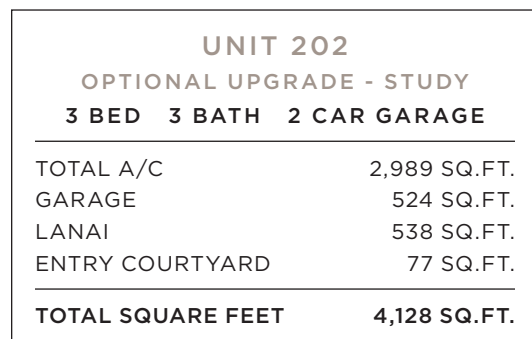 UNIT 202
OPTIONAL UPGRADE - STUDY
3 BED 3 BATH 2 CAR GARAGE
TOTAL A/C 2,989 SQ.FT.
GARAGE 524 SQ.FT.
LANAI 538 SQ.FT.
ENTRY COURTYARD 77 SQ.FT.
TOTAL SQUARE FEET 4,128 SQ.FT.